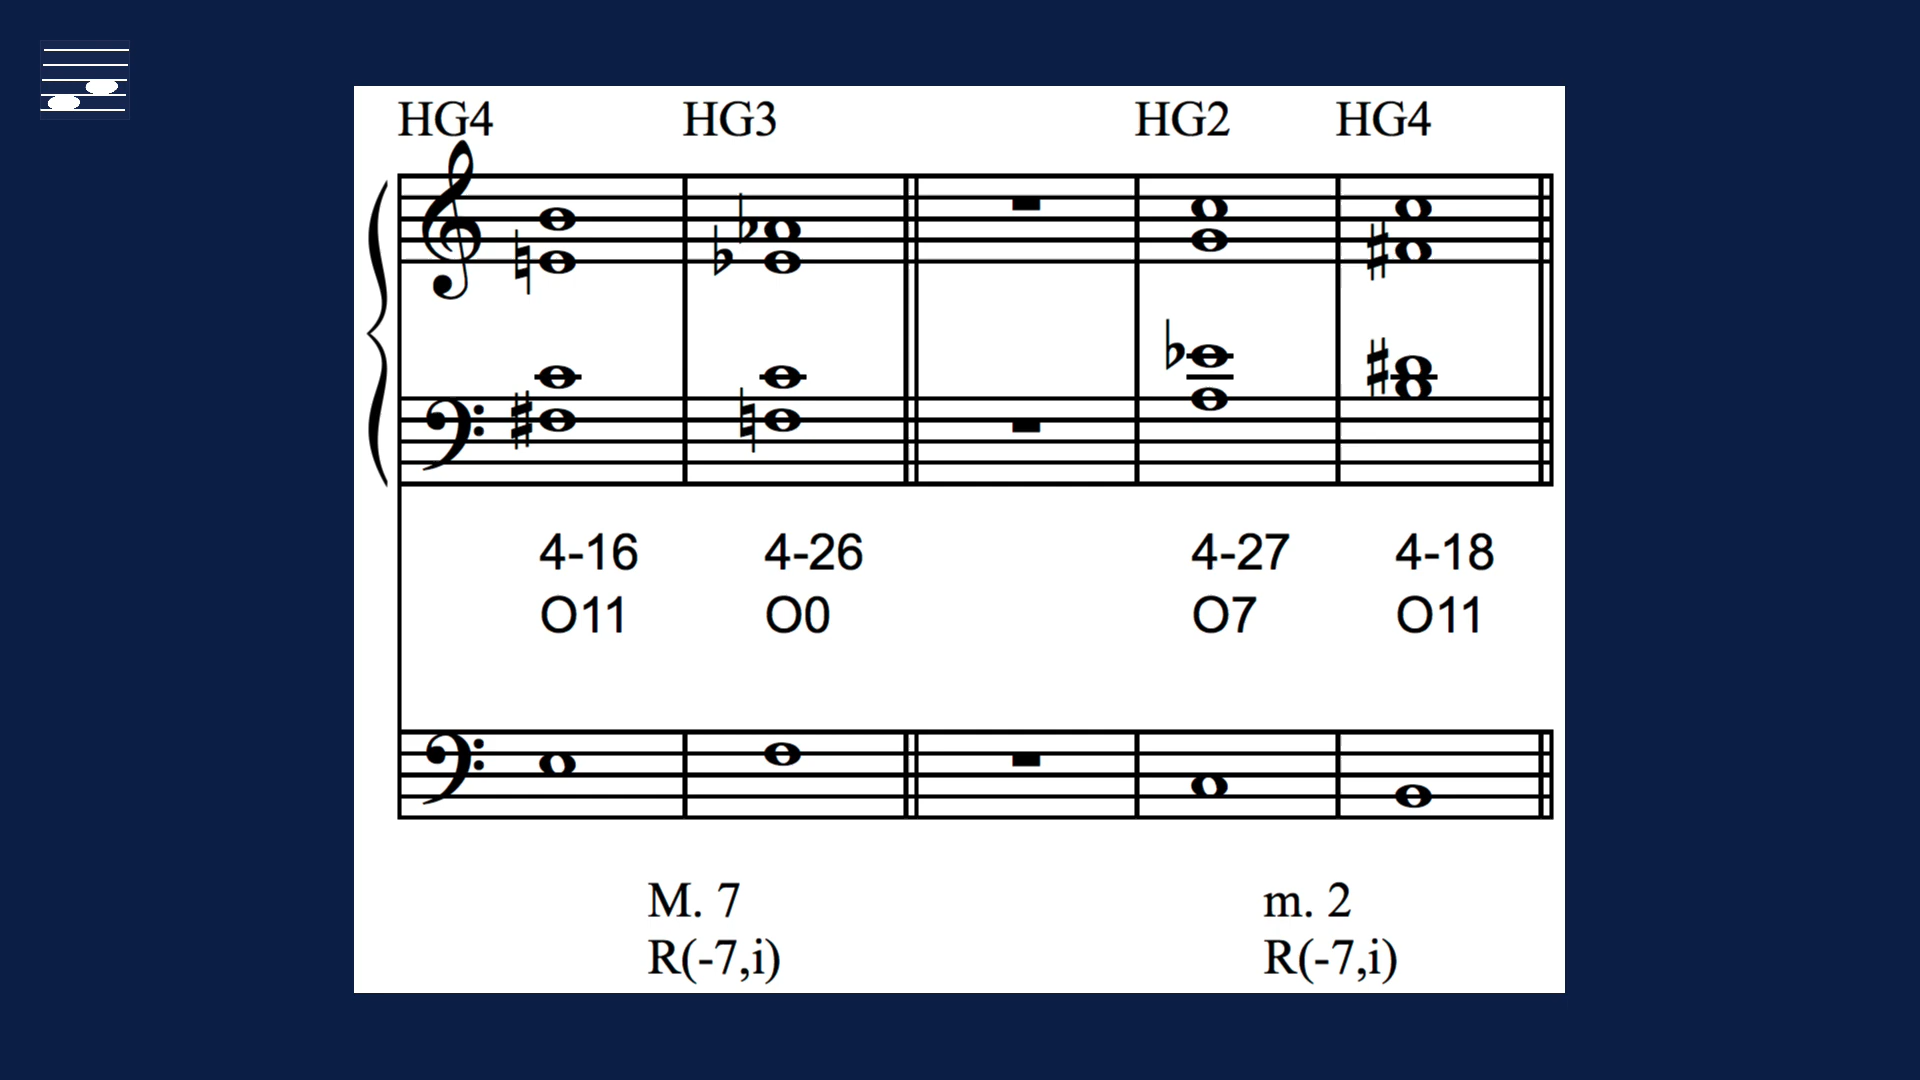 HG4 HG3 HG2 HG4
4-16 4-26 4-27 4-18
O11 O0 O7 O11
M. 7 m. 2
R(-7,i) R(-7,i)